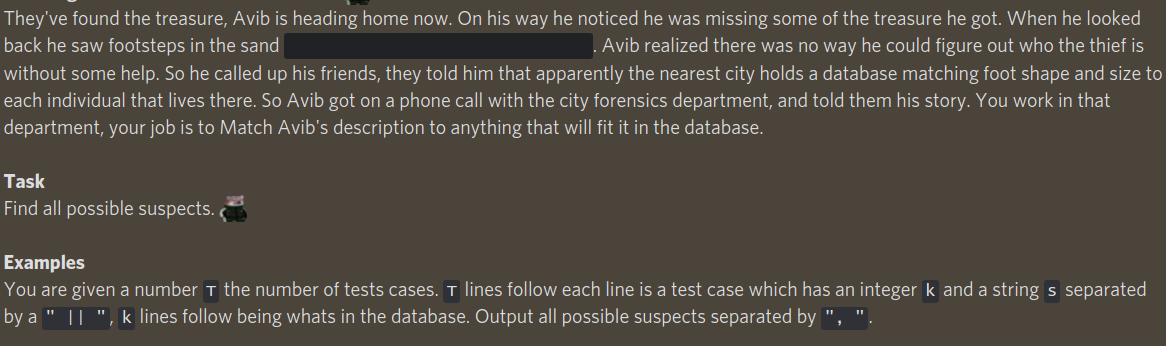 They've found the treasure, Avib is heading home now. On his way he noticed he was missing some of the treasure he got. When he looked
back he saw footsteps in the sand . Avib realized there was no way he could figure out who the thief is
without some help. So he called up his friends, they told him that apparently the nearest city holds a database matching foot shape and size to
each individual that lives there. So Avib got on a phone call with the city forensics department, and told them his story. You work in that
department, your job is to Match Avib's description to anything that will fit it in the database.
Task
Find all possible suspects.
Examples
You are given a number T the number of tests cases. T lines follow each line is a test case which has an integer k and a string s separated
by a " || ", k lines follow being whats in the database. Output all possible suspects separated by ", ".